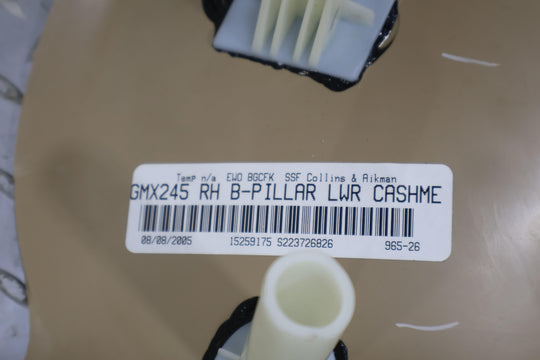 Temp n/a EWO BGCFK SSF Collins & Aikman
GMX245 RH B-PILLAR LWR CASHME
08/08/2005 15259175 S223726826 965-26